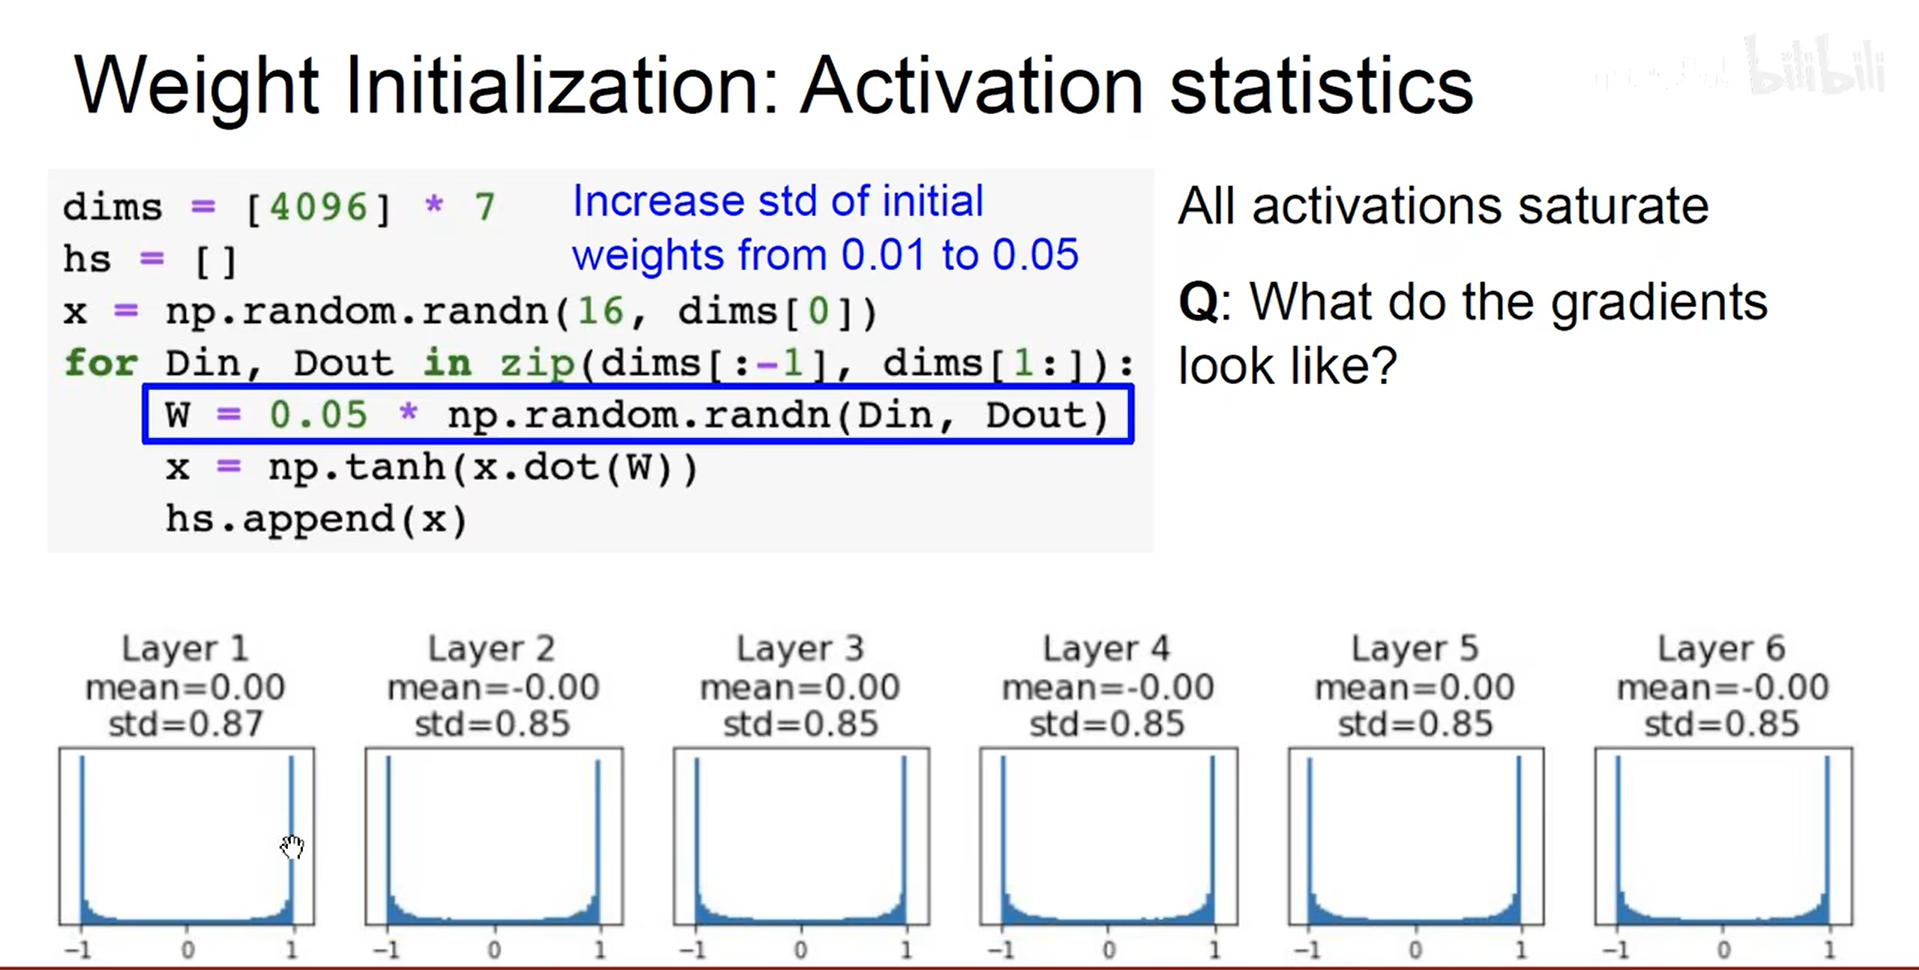 Weight Initialization: Activation statistics
bilibili
dims = [4096] * 7
hs = []
x = np.random.randn(16, dims[0])
for Din, Dout in zip(dims[:-1], dims[1:]):
W = 0.05 * np.random.randn(Din, Dout)
x = np.tanh(x.dot(W))
hs.append(x)
Increase std of initial
weights from 0.01 to 0.05
All activations saturate
Q: What do the gradients
look like?
Layer 1
mean=0.00
std=0.87
-1 0 1
Layer 2
mean=-0.00
std=0.85
-1 0 1
Layer 3
mean=0.00
std=0.85
-1 0 1
Layer 4
mean=-0.00
std=0.85
-1 0 1
Layer 5
mean=0.00
std=0.85
-1 0 1
Layer 6
mean=-0.00
std=0.85
-1 0 1